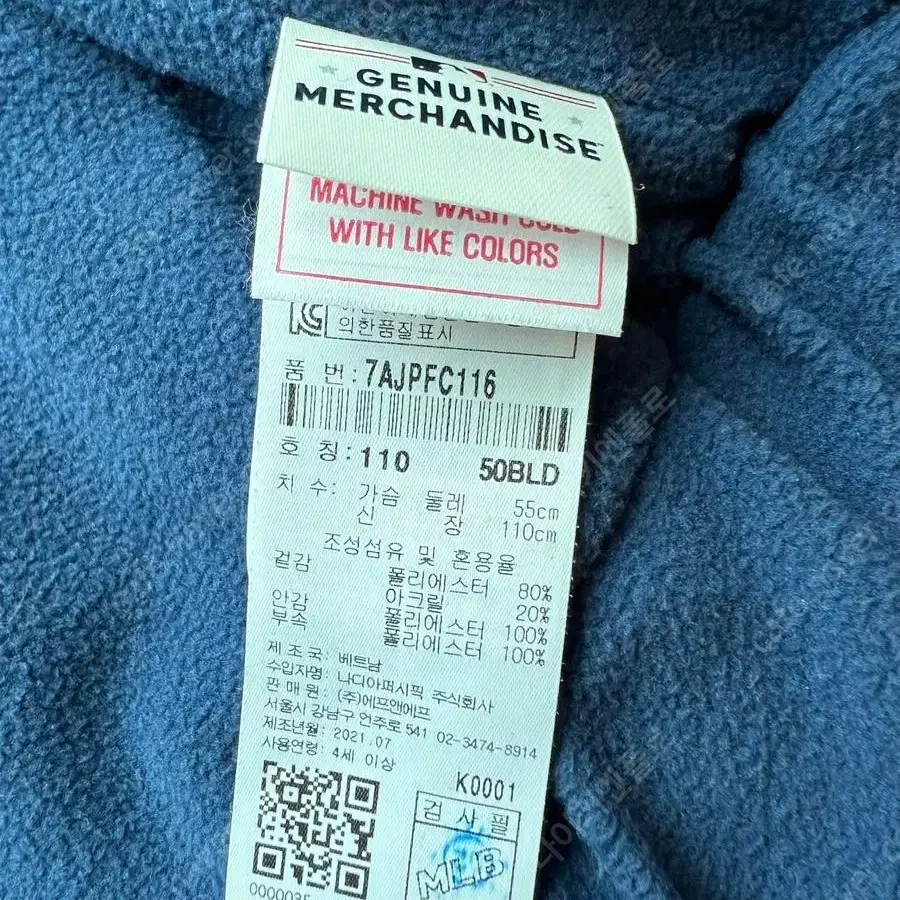 GENUINE
MERCHANDISE
MACHINE WASH COLD
WITH LIKE COLORS
의한품질표시
품 번:7AJPFC116
호 칭:110 50BLD
치 수: 가슴 둘레 55cm
신 장 110cm
조성섬유 및 혼용율
겉감 폴리에스터 80%
아크릴 20%
안감 폴리에스터 100%
부속 폴리에스터 100%
제 조 국: 베트남
수입자명: 나디아퍼시픽 주식회사
판 매 원: (주)에프앤에프
서울시 강남구 언주로 541 02-3474-8914
제조년월: 2021.07
사용연령: 4세 이상
K0001
검 사 필
MLB